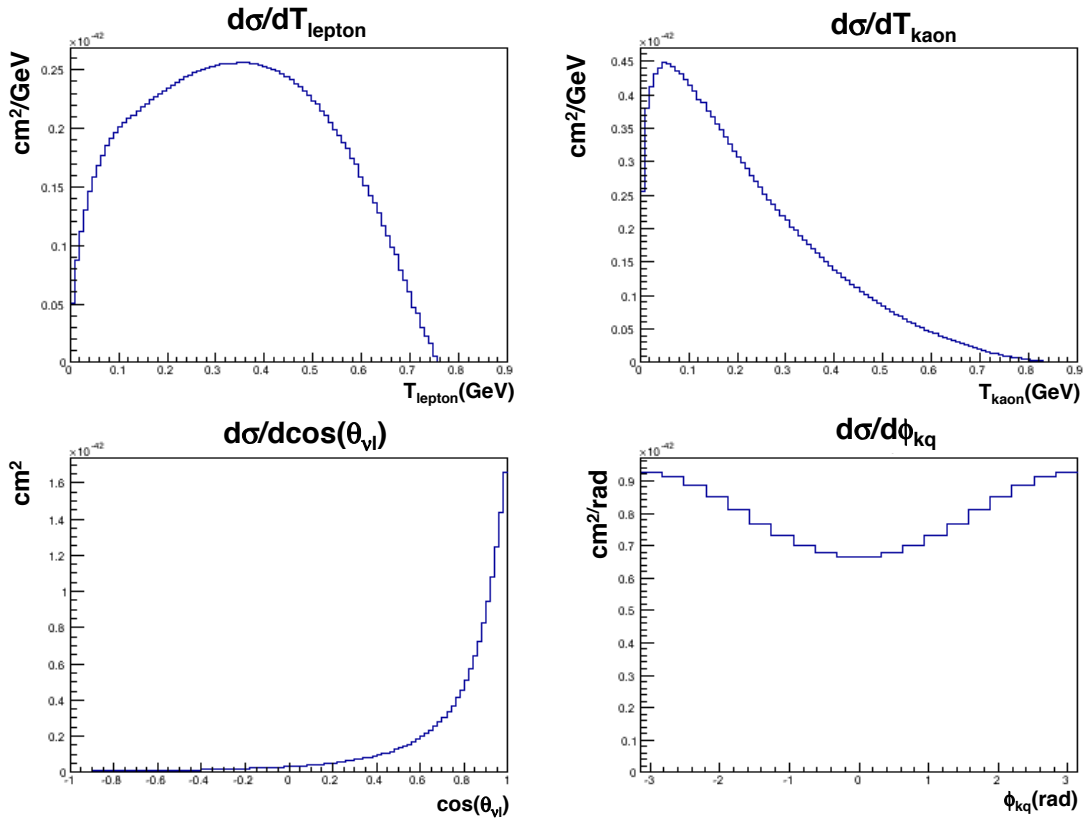 dσ/dT_lepton
×10⁻⁴²
cm²/GeV
0.25
0.2
0.15
0.1
0.05
0
0 0.1 0.2 0.3 0.4 0.5 0.6 0.7 0.8 0.9
T_lepton(GeV)
dσ/dT_kaon
×10⁻⁴²
cm²/GeV
0.45
0.4
0.35
0.3
0.25
0.2
0.15
0.1
0.05
0
0 0.1 0.2 0.3 0.4 0.5 0.6 0.7 0.8 0.9
T_kaon(GeV)
dσ/dcos(θ_νl)
×10⁻⁴²
cm²
1.6
1.4
1.2
1
0.8
0.6
0.4
0.2
0
-1 -0.8 -0.6 -0.4 -0.2 0 0.2 0.4 0.6 0.8 1
cos(θ_νl)
dσ/dϕ_kq
×10⁻⁴²
cm²/rad
0.9
0.8
0.7
0.6
0.5
0.4
0.3
0.2
0.1
0
-3 -2 -1 0 1 2 3
ϕ_kq(rad)